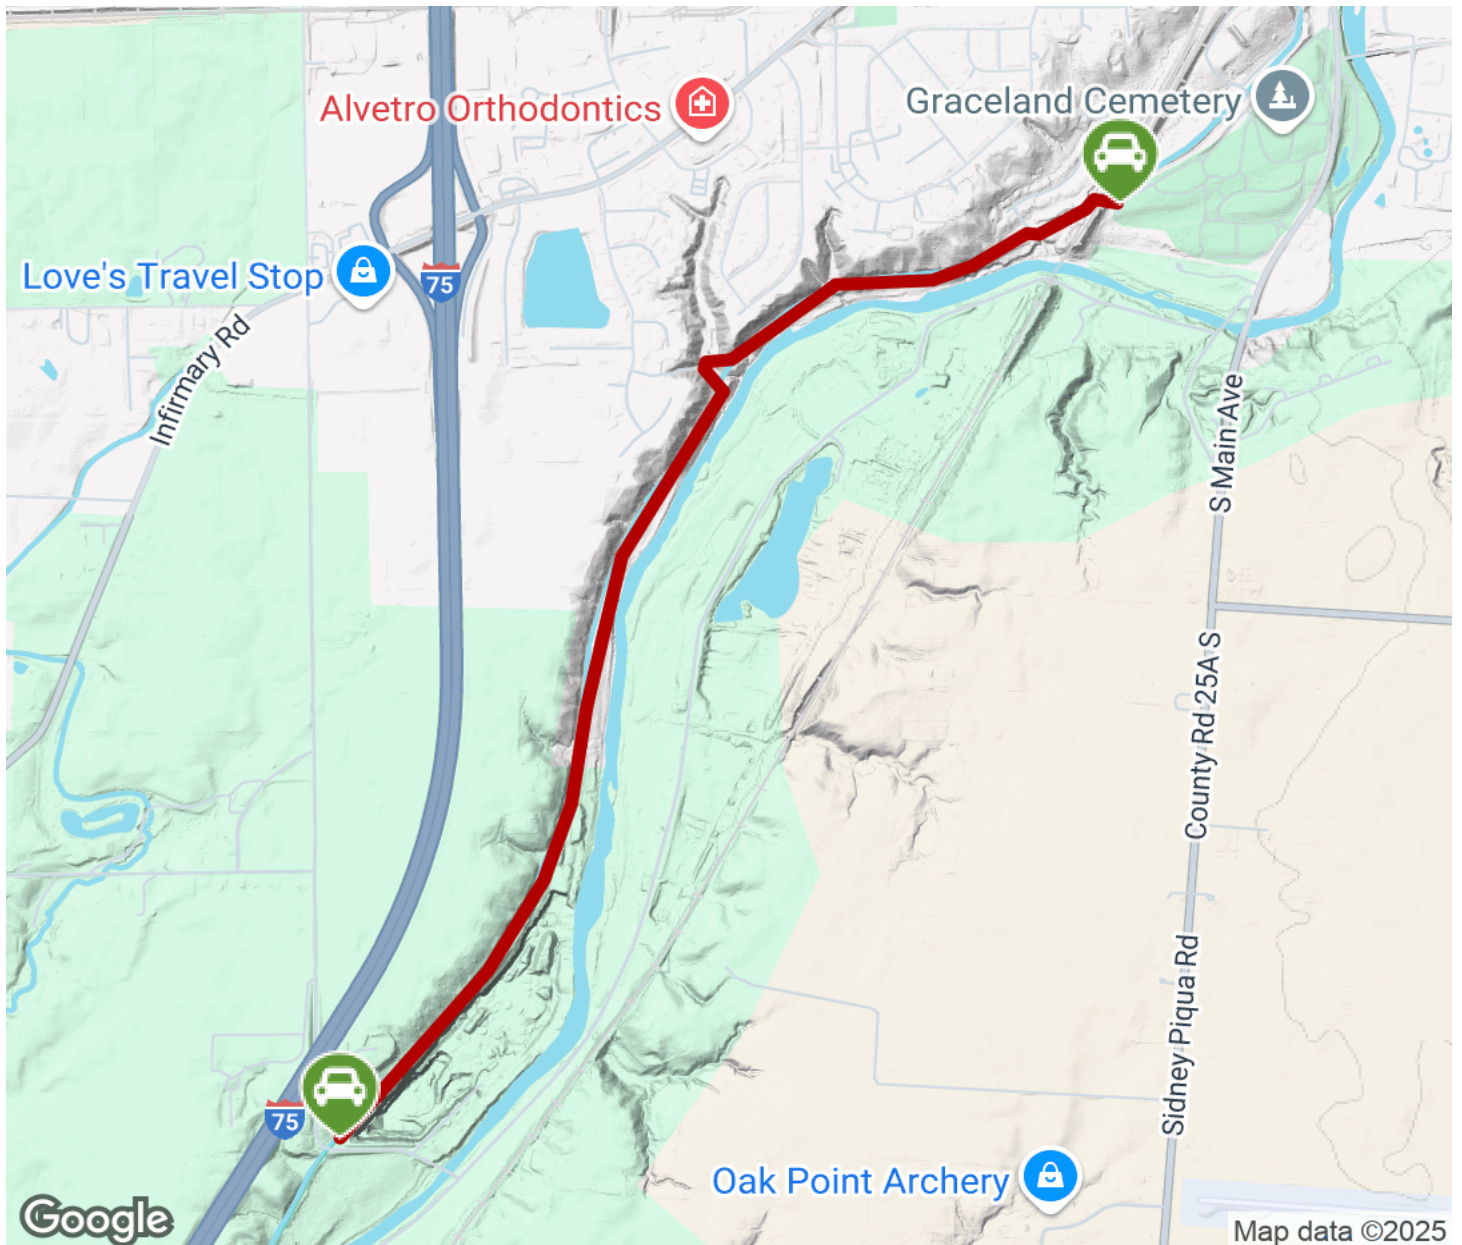 Alvetro Orthodontics
Graceland Cemetery
Love's Travel Stop
75
Infirmary Rd
S Main Ave
County Rd 25A S
Sidney Piqua Rd
75
Oak Point Archery
Google
Map data ©2025